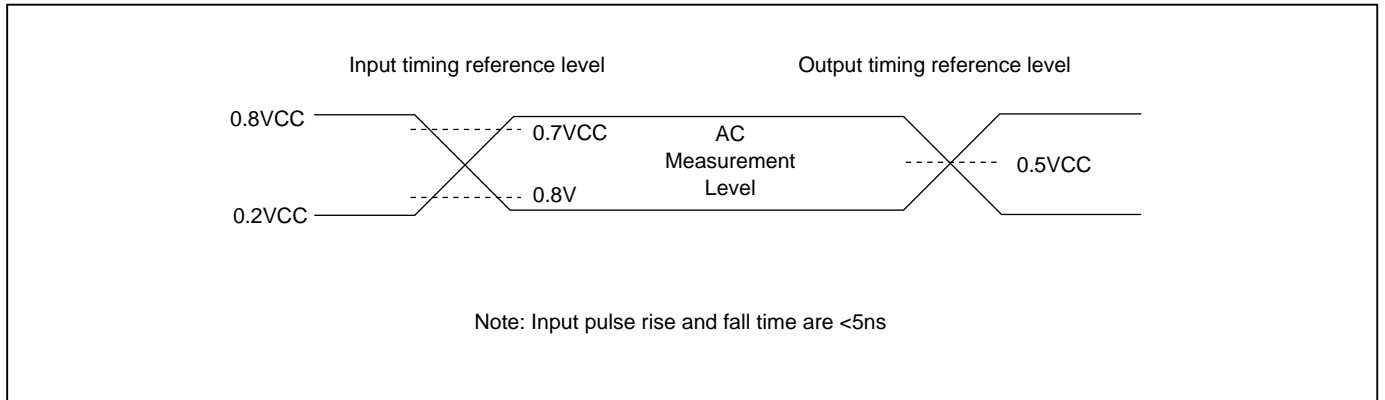 Input timing reference level
Output timing reference level
0.8VCC
0.7VCC
AC
Measurement
Level
0.5VCC
0.8V
0.2VCC
Note: Input pulse rise and fall time are <5ns